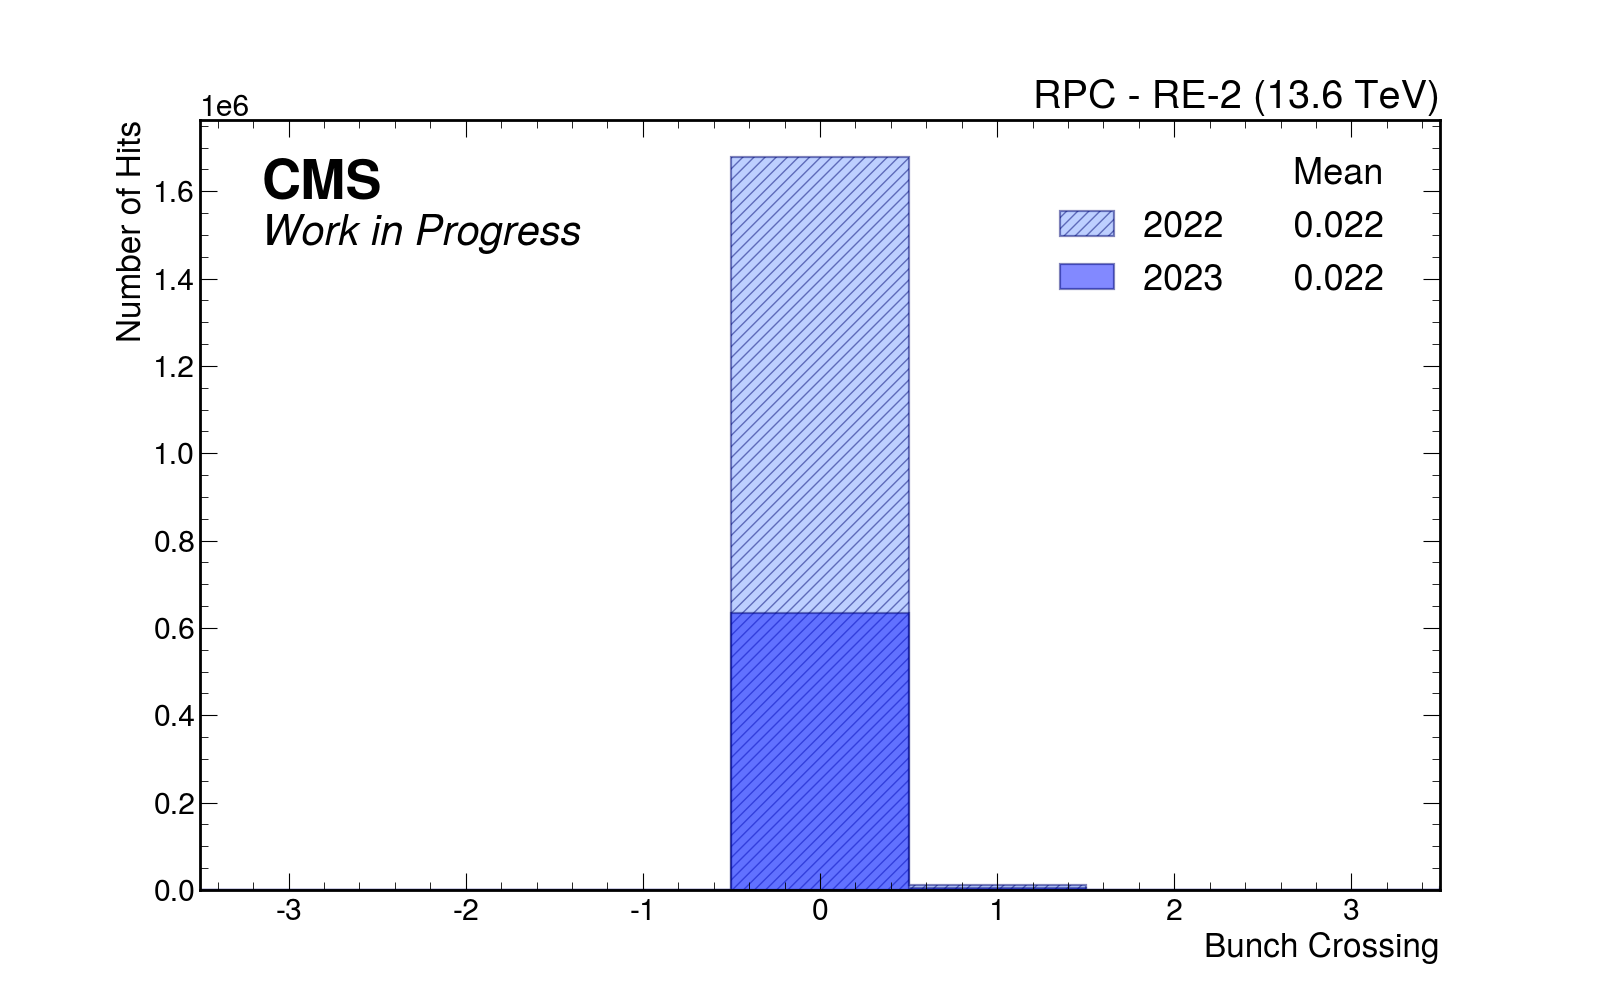 RPC - RE-2 (13.6 TeV)
1e6
Number of Hits
CMS
Work in Progress
Mean
2022 0.022
2023 0.022
1.6
1.4
1.2
1.0
0.8
0.6
0.4
0.2
0.0
-3 -2 -1 0 1 2 3
Bunch Crossing